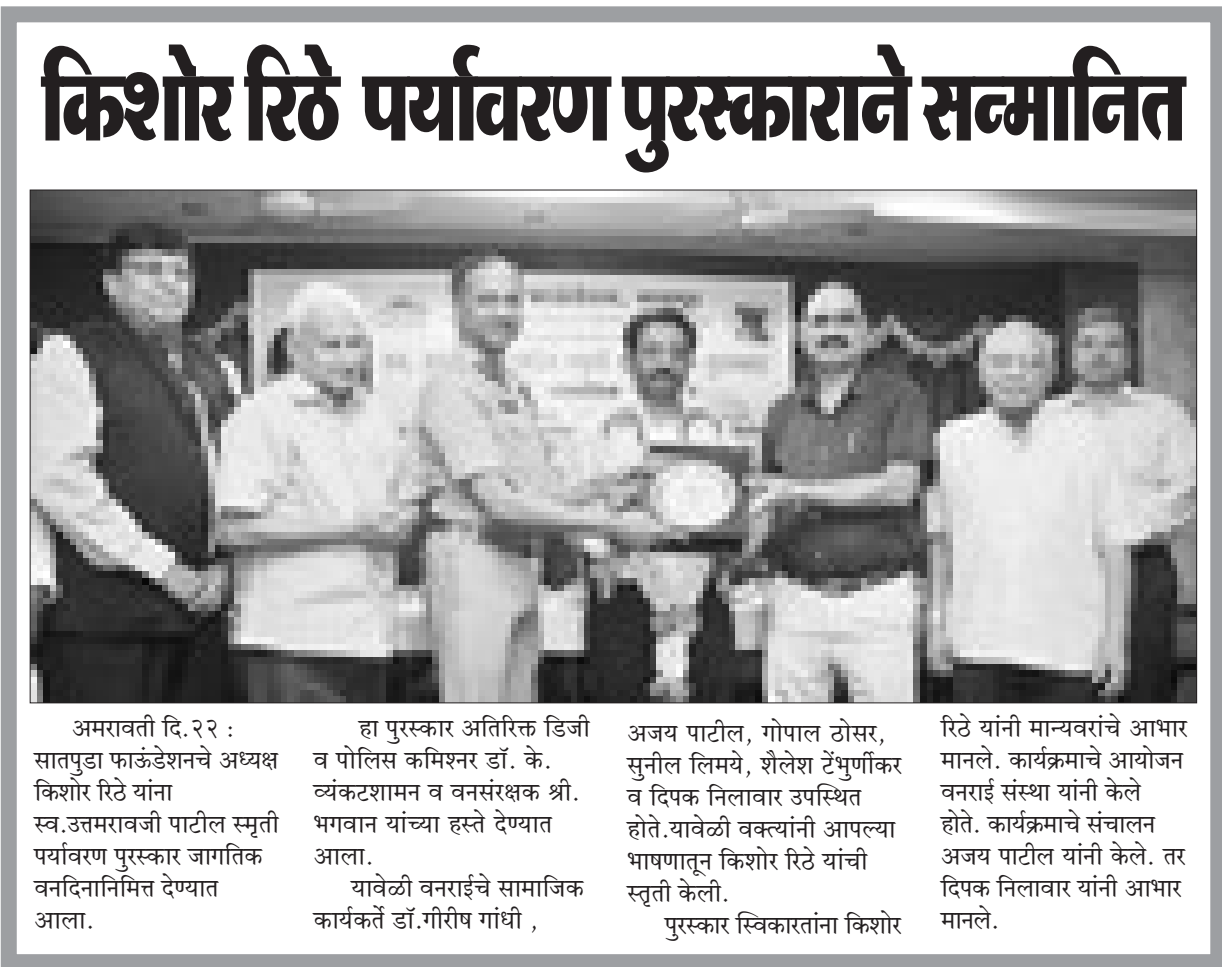 किशोर रिठे पर्यावरण पुरस्काराने सन्मानित
अमरावती दि.२२ :
सातपुडा फाऊंडेशनचे अध्यक्ष
किशोर रिठे यांना
स्व.उत्तमरावजी पाटील स्मृती
पर्यावरण पुरस्कार जागतिक
वनदिनानिमित्त देण्यात
आला.
हा पुरस्कार अतिरिक्त डिजी
व पोलिस कमिश्नर डॉ. के.
व्यंकटशामन व वनसंरक्षक श्री.
भगवान यांच्या हस्ते देण्यात
आला.
यावेळी वनराईचे सामाजिक
कार्यकर्ते डॉ.गीरीष गांधी ,
अजय पाटील, गोपाल ठोसर,
सुनील लिमये, शैलेश टेंभुर्णीकर
व दिपक निलावार उपस्थित
होते.यावेळी वक्त्यांनी आपल्या
भाषणातून किशोर रिठे यांची
स्तृती केली.
पुरस्कार स्विकारतांना किशोर
रिठे यांनी मान्यवरांचे आभार
मानले. कार्यक्रमाचे आयोजन
वनराई संस्था यांनी केले
होते. कार्यक्रमाचे संचालन
अजय पाटील यांनी केले. तर
दिपक निलावार यांनी आभार
मानले.